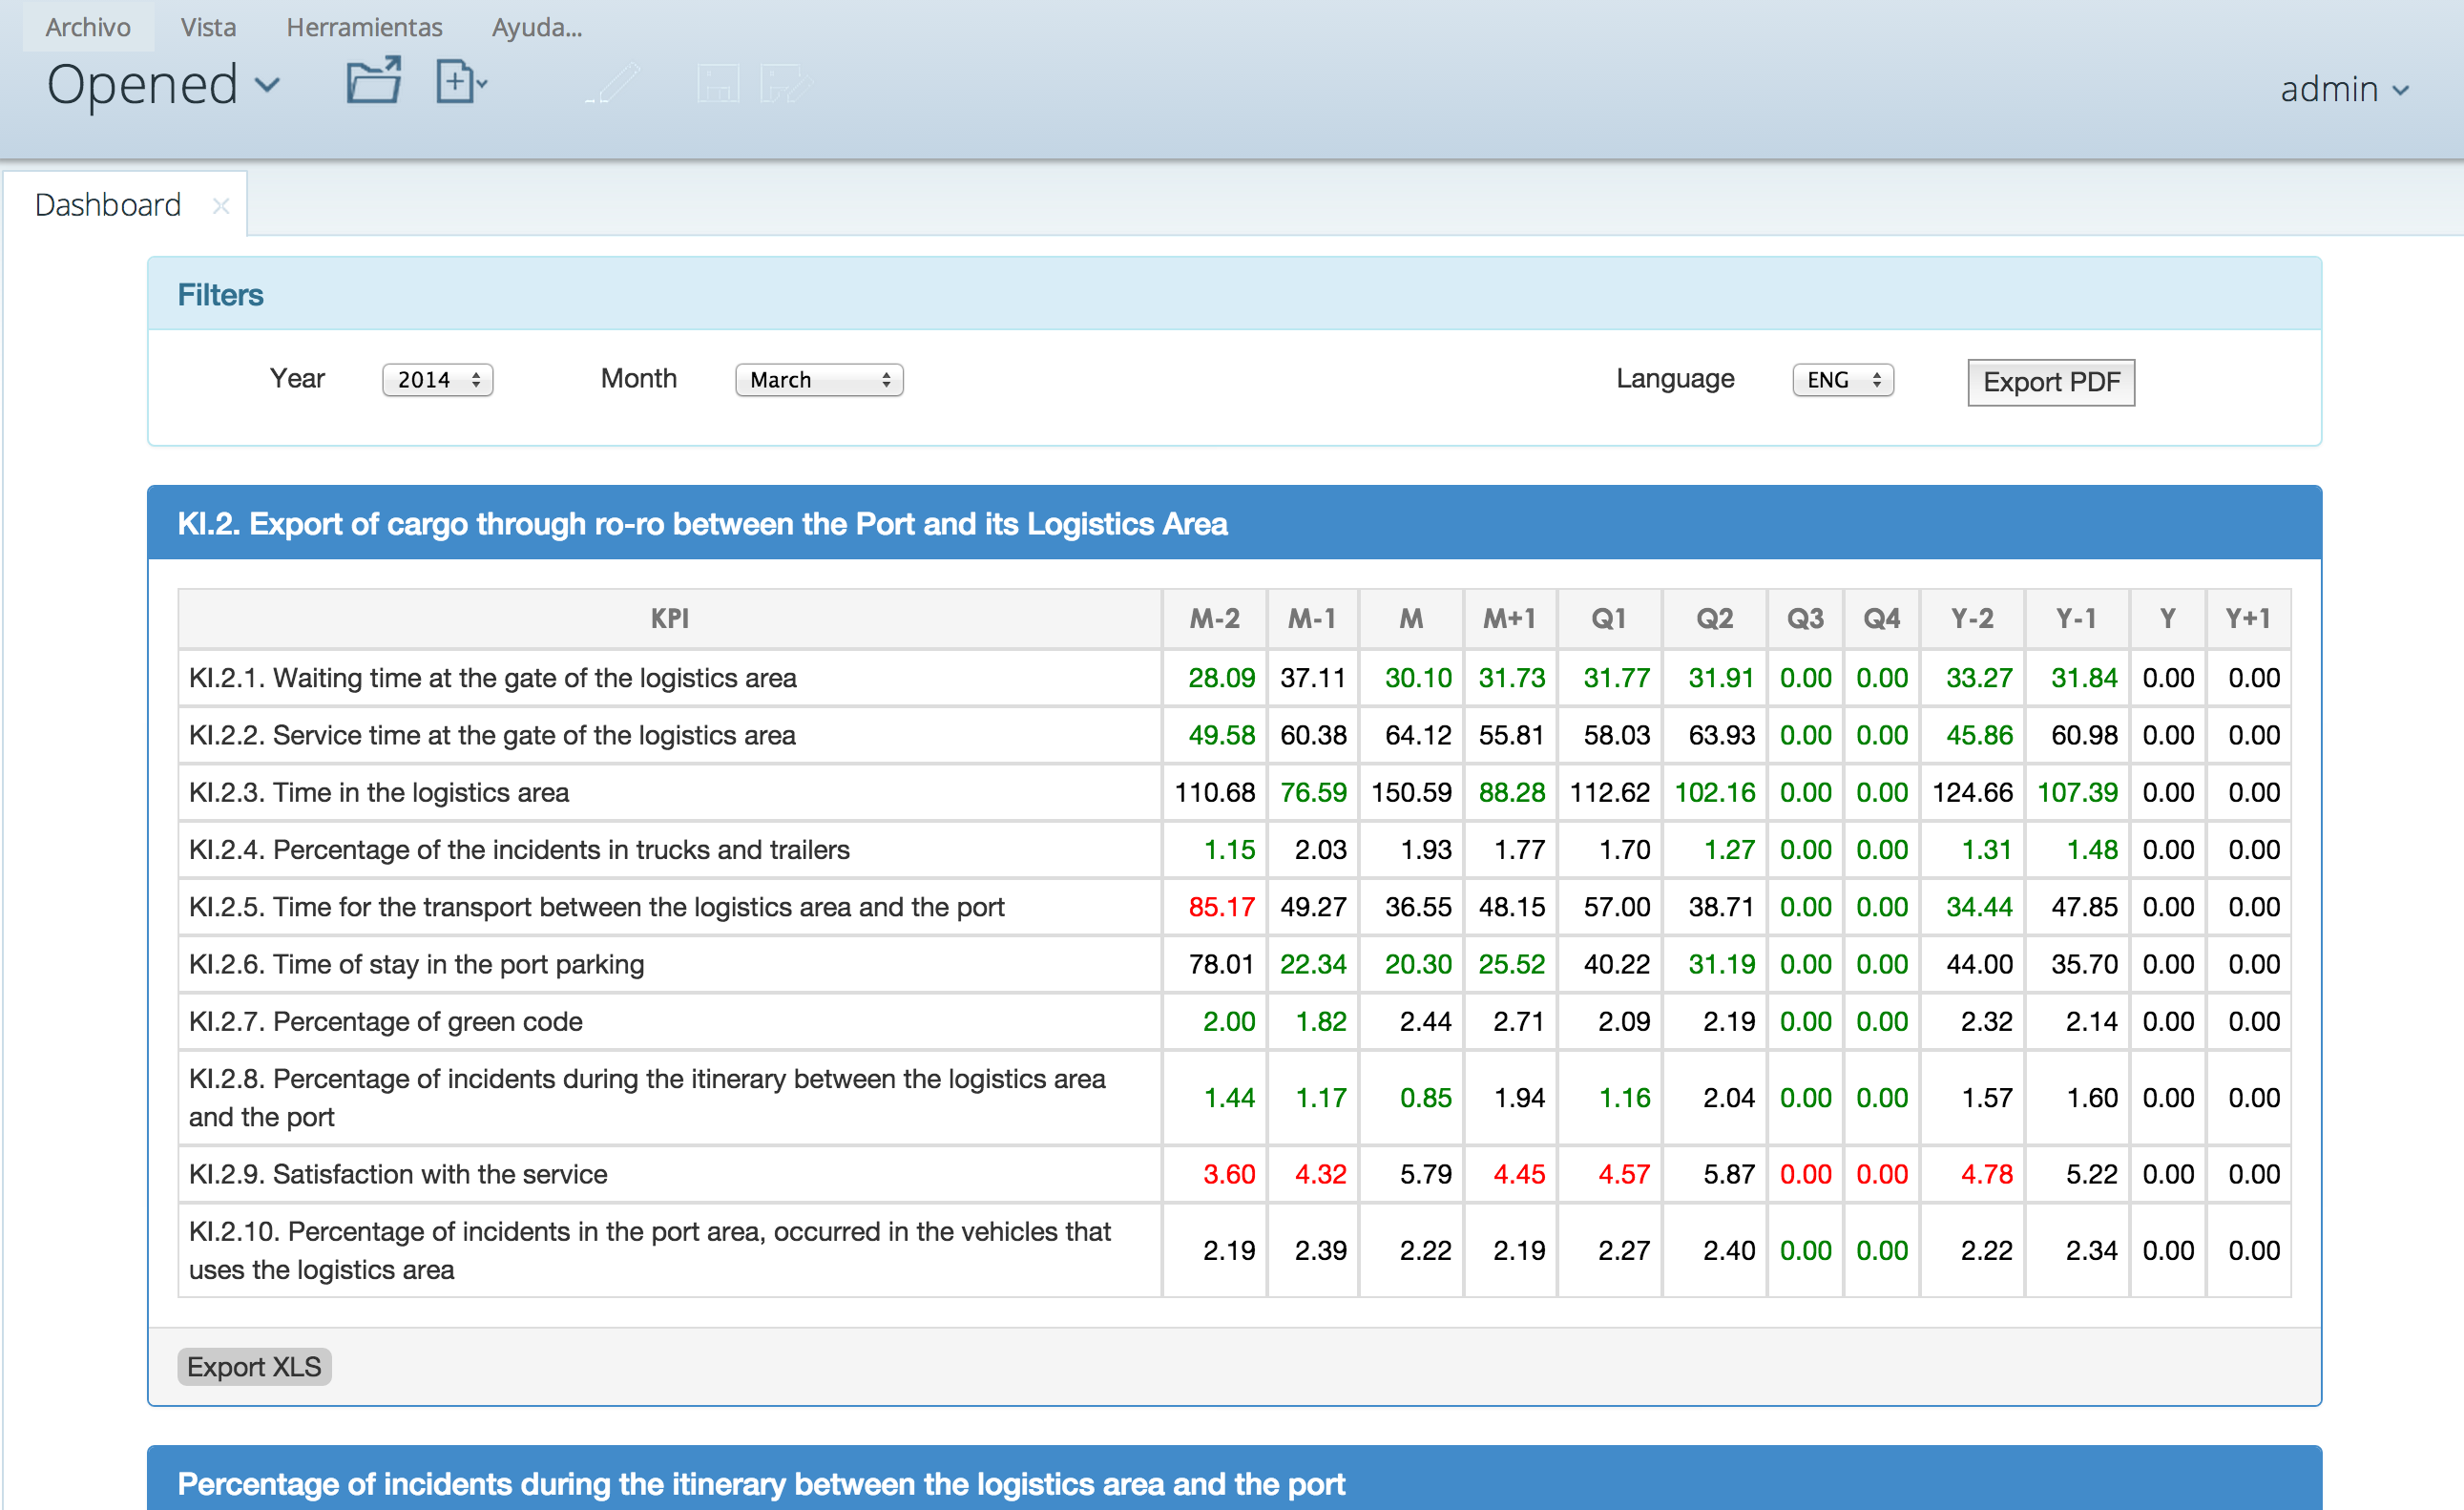 Archivo Vista Herramientas Ayuda...
Opened admin
Dashboard
Filters
Year 2014 Month March Language ENG Export PDF
KI.2. Export of cargo through ro-ro between the Port and its Logistics Area
KPI M-2 M-1 M M+1 Q1 Q2 Q3 Q4 Y-2 Y-1 Y Y+1
KI.2.1. Waiting time at the gate of the logistics area 28.09 37.11 30.10 31.73 31.77 31.91 0.00 0.00 33.27 31.84 0.00 0.00
KI.2.2. Service time at the gate of the logistics area 49.58 60.38 64.12 55.81 58.03 63.93 0.00 0.00 45.86 60.98 0.00 0.00
KI.2.3. Time in the logistics area 110.68 76.59 150.59 88.28 112.62 102.16 0.00 0.00 124.66 107.39 0.00 0.00
KI.2.4. Percentage of the incidents in trucks and trailers 1.15 2.03 1.93 1.77 1.70 1.27 0.00 0.00 1.31 1.48 0.00 0.00
KI.2.5. Time for the transport between the logistics area and the port 85.17 49.27 36.55 48.15 57.00 38.71 0.00 0.00 34.44 47.85 0.00 0.00
KI.2.6. Time of stay in the port parking 78.01 22.34 20.30 25.52 40.22 31.19 0.00 0.00 44.00 35.70 0.00 0.00
KI.2.7. Percentage of green code 2.00 1.82 2.44 2.71 2.09 2.19 0.00 0.00 2.32 2.14 0.00 0.00
KI.2.8. Percentage of incidents during the itinerary between the logistics area
and the port 1.44 1.17 0.85 1.94 1.16 2.04 0.00 0.00 1.57 1.60 0.00 0.00
KI.2.9. Satisfaction with the service 3.60 4.32 5.79 4.45 4.57 5.87 0.00 0.00 4.78 5.22 0.00 0.00
KI.2.10. Percentage of incidents in the port area, occurred in the vehicles that
uses the logistics area 2.19 2.39 2.22 2.19 2.27 2.40 0.00 0.00 2.22 2.34 0.00 0.00
Export XLS
Percentage of incidents during the itinerary between the logistics area and the port